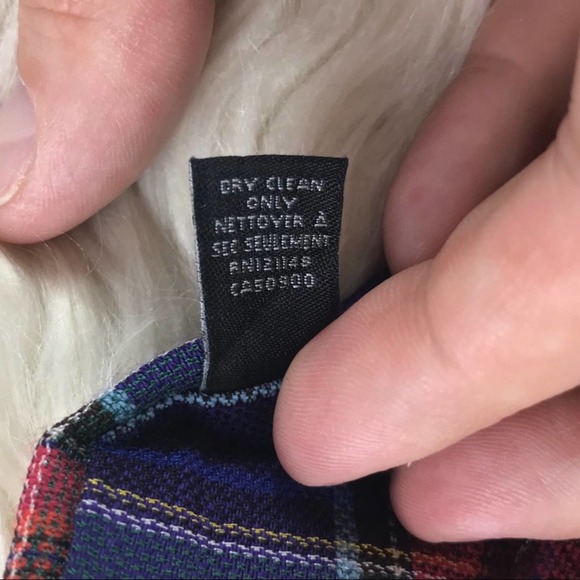 DRY CLEAN
ONLY
NETTOYER À
SEC SEULEMENT
RN121148
CA50900